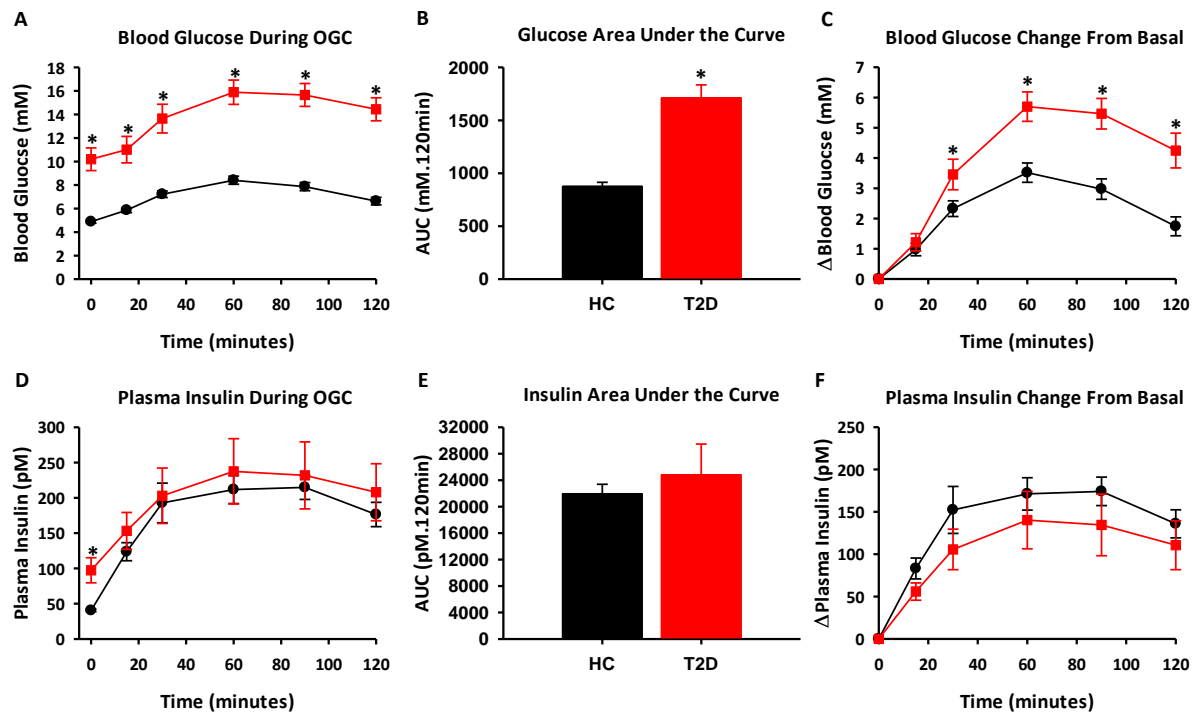 A
Blood Glucose During OGC
Blood Gluocse (mM)
18
16
14
12
10
8
6
4
2
0
* * * * * *
0 20 40 60 80 100 120
Time (minutes)
B
Glucose Area Under the Curve
AUC (mM.120min)
2000
1500
1000
500
0
*
HC T2D
C
Blood Glucose Change From Basal
ΔBlood Gluocse (mM)
7
6
5
4
3
2
1
0
* * * *
0 20 40 60 80 100 120
Time (minutes)
D
Plasma Insulin During OGC
Plasma Insulin (pM)
300
250
200
150
100
50
0
*
0 20 40 60 80 100 120
Time (minutes)
E
Insulin Area Under the Curve
AUC (pM.120min)
32000
28000
24000
20000
16000
12000
8000
4000
0
HC T2D
F
Plasma Insulin Change From Basal
ΔPlasma Insulin (pM)
250
200
150
100
50
0
0 20 40 60 80 100 120
Time (minutes)